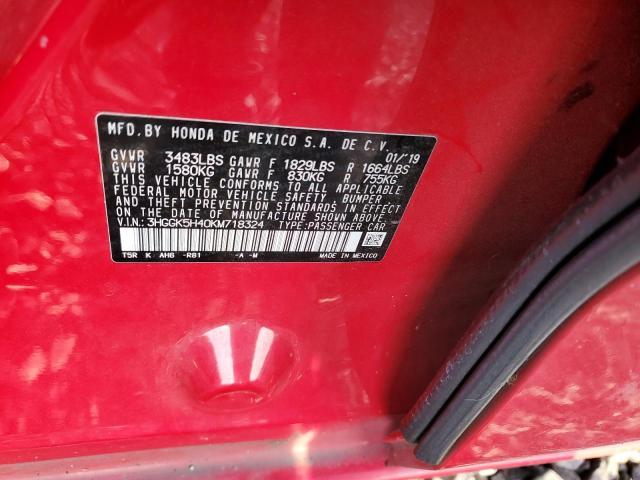 MFD.BY HONDA DE MEXICO S.A. DE C.V.
01/'19
GVWR 3483LBS GAWR F 1829LBS R 1664LBS
GVWR 1580KG GAWR F 830KG R 755KG
THIS VEHICLE CONFORMS TO ALL APPLICABLE
FEDERAL MOTOR VEHICLE SAFETY, BUMPER
AND THEFT PREVENTION STANDARDS IN EFFECT
ON THE DATE OF MANUFACTURE SHOWN ABOVE.
V.I.N.:3HGGK5H40KM718324 TYPE:PASSENGER CAR
T5R K AH6 -R81 -A -M MADE IN MEXICO